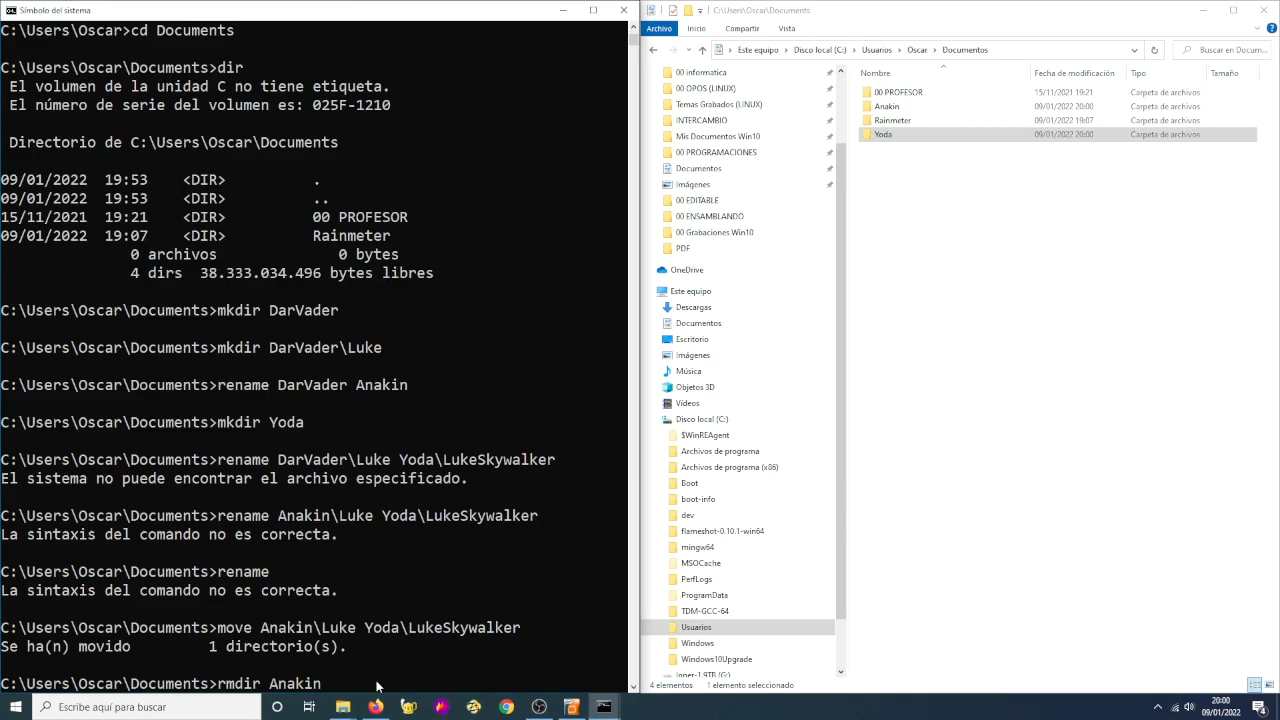 Símbolo del sistema
C:\Users\Oscar>cd Documents
C:\Users\Oscar\Documents>dir
El volumen de la unidad C no tiene etiqueta.
El número de serie del volumen es: 025F-1210
Directorio de C:\Users\Oscar\Documents
09/01/2022 19:53 <DIR> .
09/01/2022 19:53 <DIR> ..
15/11/2021 19:21 <DIR> 00 PROFESOR
09/01/2022 19:07 <DIR> Rainmeter
0 archivos 0 bytes
4 dirs 38.333.034.496 bytes libres
C:\Users\Oscar\Documents>mkdir DarVader
C:\Users\Oscar\Documents>mkdir DarVader\Luke
C:\Users\Oscar\Documents>rename DarVader Anakin
C:\Users\Oscar\Documents>mkdir Yoda
C:\Users\Oscar\Documents>rename DarVader\Luke Yoda\LukeSkywalker
El sistema no puede encontrar el archivo especificado.
C:\Users\Oscar\Documents>rename Anakin\Luke Yoda\LukeSkywalker
La sintaxis del comando no es correcta.
C:\Users\Oscar\Documents>rename
La sintaxis del comando no es correcta.
C:\Users\Oscar\Documents>move Anakin\Luke Yoda\LukeSkywalker
Se ha(n) movido 1 directorio(s).
C:\Users\Oscar\Documents>rmdir Anakin
C:\Users\Oscar\Documents
Archivo Inicio Compartir Vista
Este equipo > Disco local (C:) > Usuarios > Oscar > Documentos
Buscar en Docum...
00 informatica
00 OPOS (LINUX)
Temas Grabados (LINUX)
INTERCAMBIO
Mis Documentos Win10
00 PROGRAMACIONES
Documentos
Imágenes
00 EDITABLE
00 ENSAMBLANDO
00 Grabaciones Win10
PDF
OneDrive
Este equipo
Descargas
Documentos
Escritorio
Imágenes
Música
Objetos 3D
Vídeos
Disco local (C:)
$WinREAgent
Archivos de programa
Archivos de programa (x86)
Boot
boot-info
dev
flameshot-0.10.1-win64
mingw64
MSOCache
PerfLogs
ProgramData
TDM-GCC-64
Usuarios
Windows
Windows10Upgrade
Inner-1.9TB (G:)
Nombre Fecha de modificación Tipo Tamaño
00 PROFESOR 15/11/2021 19:21 Carpeta de archivos
Anakin 09/01/2022 20:00 Carpeta de archivos
Rainmeter 09/01/2022 19:07 Carpeta de archivos
Yoda 09/01/2022 20:00 Carpeta de archivos
4 elementos 1 elemento seleccionado
Escribe aquí para buscar
20:00
09/01/2022